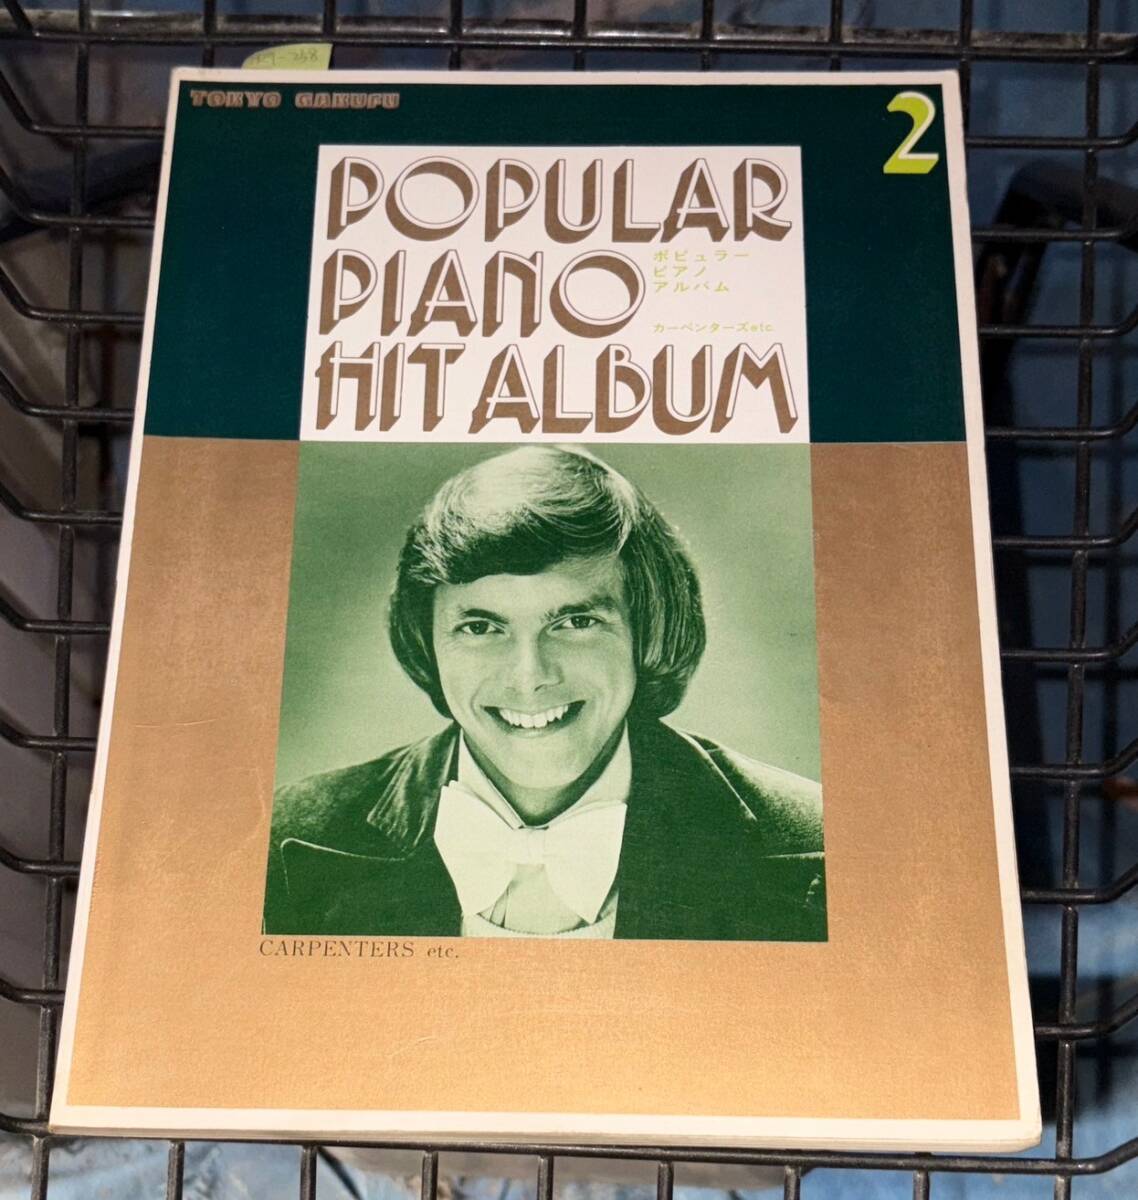 TOKYO GAKUFU
2
POPULAR
PIANO
HIT ALBUM
ポピュラー
ピアノ
アルバム
カーペンターズetc.
CARPENTERS etc.